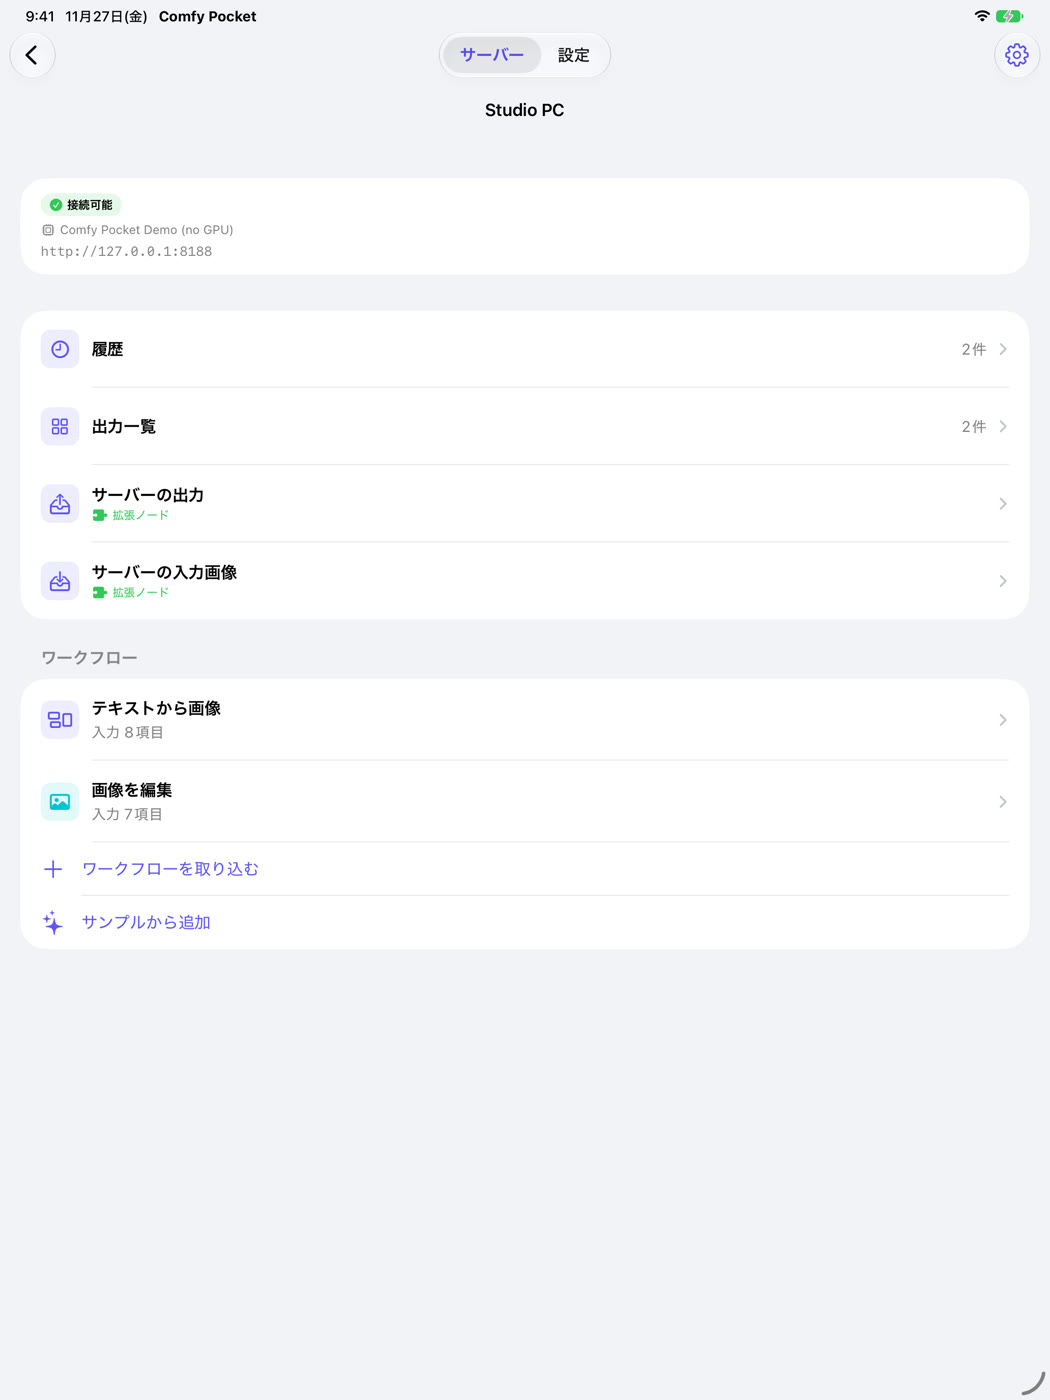 9:41 11月27日(金) Comfy Pocket
サーバー 設定
Studio PC
接続可能
Comfy Pocket Demo (no GPU)
http://127.0.0.1:8188
履歴 2件
出力一覧 2件
サーバーの出力
拡張ノード
サーバーの入力画像
拡張ノード
ワークフロー
テキストから画像
入力 8項目
画像を編集
入力 7項目
ワークフローを取り込む
サンプルから追加